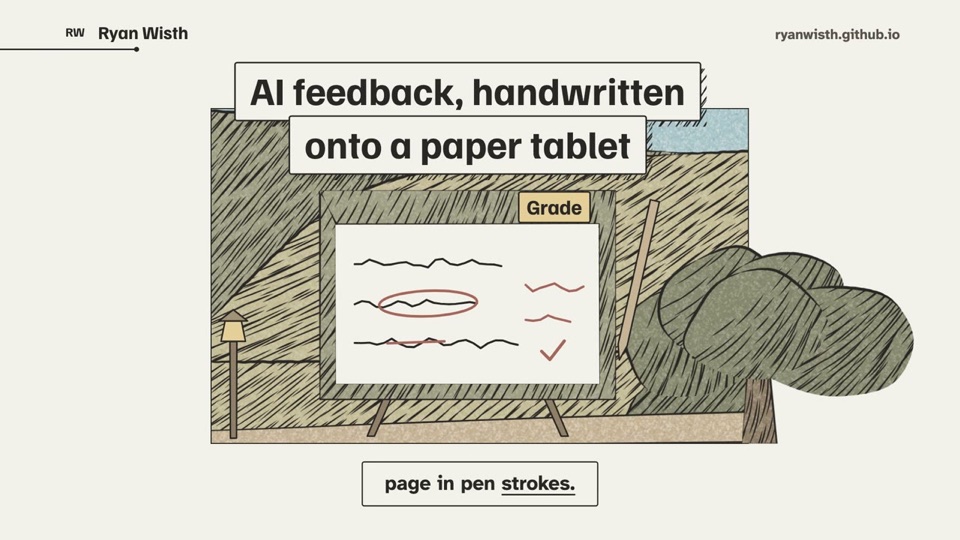 RW Ryan Wisth
ryanwisth.github.io
AI feedback, handwritten
onto a paper tablet
Grade
page in pen strokes.